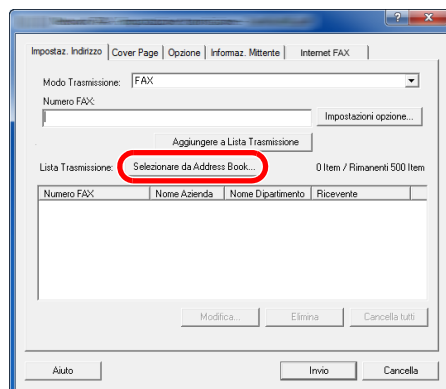 Impostaz. Indirizzo Cover Page Opzione Informaz. Mittente Internet FAX
Modo Trasmissione: FAX
Numero FAX:
Impostazioni opzione...
Aggiungere a Lista Trasmissione
Lista Trasmissione: Selezionare da Address Book... 0 Item / Rimanenti 500 Item
Numero FAX Nome Azienda Nome Dipartimento Ricevente
Modifica... Elimina Cancella tutti
Aiuto Invio Cancella